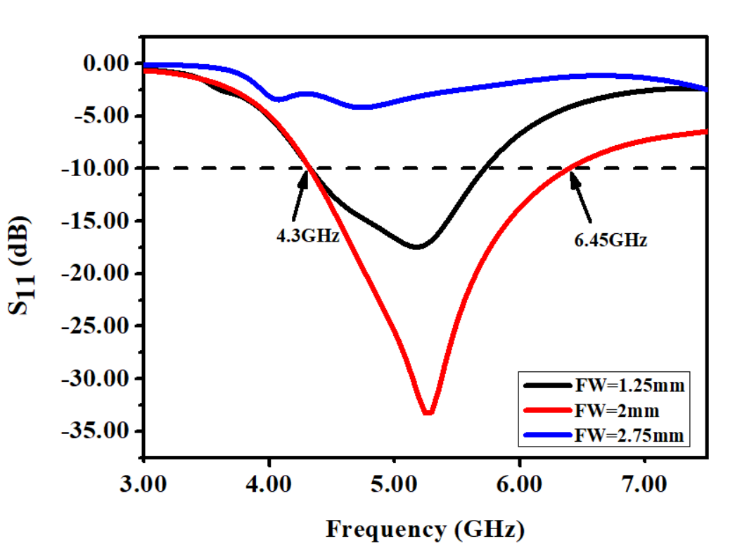 0.00
-5.00
-10.00
-15.00
-20.00
-25.00
-30.00
-35.00
S11 (dB)
4.3GHz
6.45GHz
FW=1.25mm
FW=2mm
FW=2.75mm
3.00 4.00 5.00 6.00 7.00
Frequency (GHz)